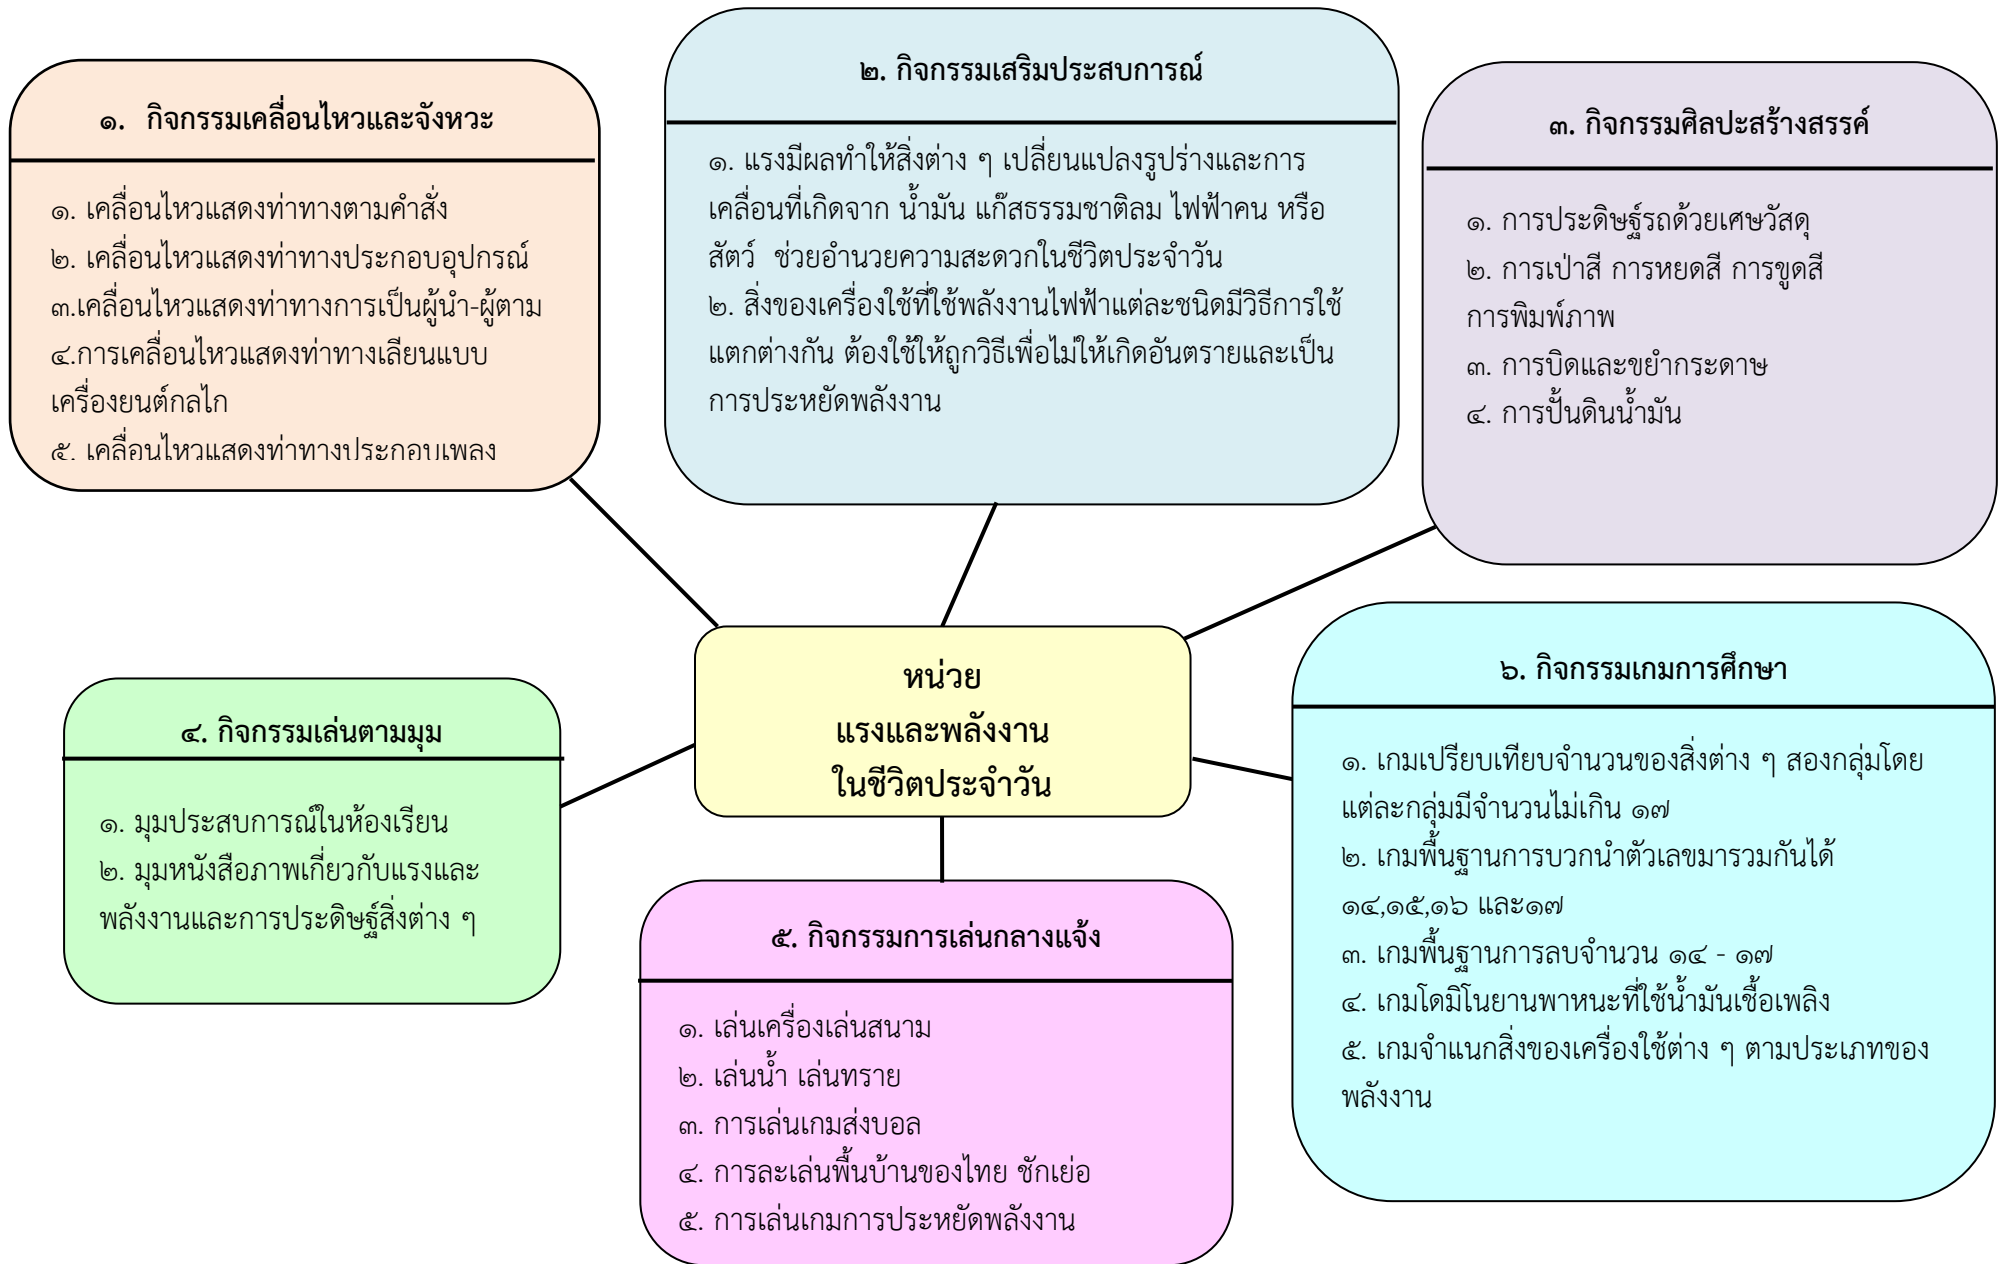 ๑. กิจกรรมเคลื่อนไหวและจังหวะ
๑. เคลื่อนไหวแสดงท่าทางตามคำสั่ง
๒. เคลื่อนไหวแสดงท่าทางประกอบอุปกรณ์
๓.เคลื่อนไหวแสดงท่าทางการเป็นผู้นำ-ผู้ตาม
๔.การเคลื่อนไหวแสดงท่าทางเลียนแบบ
เครื่องยนต์กลไก
๕. เคลื่อนไหวแสดงท่าทางประกอบเพลง
๒. กิจกรรมเสริมประสบการณ์
๑. แรงมีผลทำให้สิ่งต่าง ๆ เปลี่ยนแปลงรูปร่างและการ
เคลื่อนที่เกิดจาก น้ำมัน แก๊สธรรมชาติลม ไฟฟ้าคน หรือ
สัตว์ ช่วยอำนวยความสะดวกในชีวิตประจำวัน
๒. สิ่งของเครื่องใช้ที่ใช้พลังงานไฟฟ้าแต่ละชนิดมีวิธีการใช้
แตกต่างกัน ต้องใช้ให้ถูกวิธีเพื่อไม่ให้เกิดอันตรายและเป็น
การประหยัดพลังงาน
๓. กิจกรรมศิลปะสร้างสรรค์
๑. การประดิษฐ์รถด้วยเศษวัสดุ
๒. การเป่าสี การหยดสี การขูดสี
การพิมพ์ภาพ
๓. การบิดและขยำกระดาษ
๔. การปั้นดินน้ำมัน
หน่วย
แรงและพลังงาน
ในชีวิตประจำวัน
๔. กิจกรรมเล่นตามมุม
๑. มุมประสบการณ์ในห้องเรียน
๒. มุมหนังสือภาพเกี่ยวกับแรงและ
พลังงานและการประดิษฐ์สิ่งต่าง ๆ
๕. กิจกรรมการเล่นกลางแจ้ง
๑. เล่นเครื่องเล่นสนาม
๒. เล่นน้ำ เล่นทราย
๓. การเล่นเกมส่งบอล
๔. การละเล่นพื้นบ้านของไทย ชักเย่อ
๕. การเล่นเกมการประหยัดพลังงาน
๖. กิจกรรมเกมการศึกษา
๑. เกมเปรียบเทียบจำนวนของสิ่งต่าง ๆ สองกลุ่มโดย
แต่ละกลุ่มมีจำนวนไม่เกิน ๑๗
๒. เกมพื้นฐานการบวกนำตัวเลขมารวมกันได้
๑๔,๑๕,๑๖ และ๑๗
๓. เกมพื้นฐานการลบจำนวน ๑๔ - ๑๗
๔. เกมโดมิโนยานพาหนะที่ใช้น้ำมันเชื้อเพลิง
๕. เกมจำแนกสิ่งของเครื่องใช้ต่าง ๆ ตามประเภทของ
พลังงาน